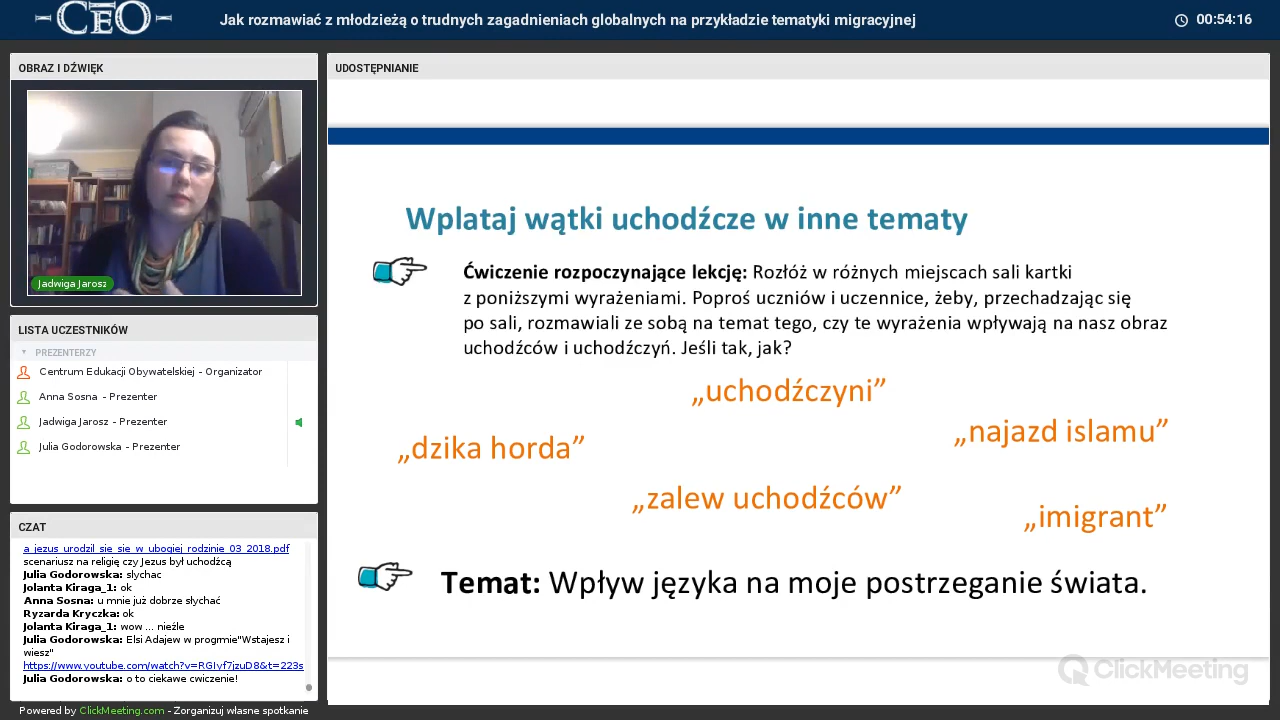 CEO
Jak rozmawiać z młodzieżą o trudnych zagadnieniach globalnych na przykładzie tematyki migracyjnej
00:54:16
OBRAZ I DŹWIĘK
Jadwiga Jarosz
LISTA UCZESTNIKÓW
PREZENTERZY
Centrum Edukacji Obywatelskiej - Organizator
Anna Sosna - Prezenter
Jadwiga Jarosz - Prezenter
Julia Godorowska - Prezenter
CZAT
a_jezus_urodzil_sie_sie_w_ubogiej_rodzinie_03_2018.pdf
scenariusz na religię czy Jezus był uchodźcą
Julia Godorowska: slychac
Jolanta Kiraga_1: ok
Anna Sosna: u mnie już dobrze słychać
Ryzarda Kryczka: ok
Jolanta Kiraga_1: wow ... nieźle
Julia Godorowska: Elsi Adajew w progrmie"Wstajesz i
wiesz"
https://www.youtube.com/watch?v=RGIyf7jzuD8&t=223s
Julia Godorowska: o to ciekawe cwiczenie!
Powered by ClickMeeting.com - Zorganizuj własne spotkanie
UDOSTĘPNIANIE
Wplataj wątki uchodźcze w inne tematy
Ćwiczenie rozpoczynające lekcję: Rozłóż w różnych miejscach sali kartki
z poniższymi wyrażeniami. Poproś uczniów i uczennice, żeby, przechadzając się
po sali, rozmawiali ze sobą na temat tego, czy te wyrażenia wpływają na nasz obraz
uchodźców i uchodźczyń. Jeśli tak, jak?
„uchodźczyni”
„najazd islamu”
„dzika horda”
„zalew uchodźców”
„imigrant”
Temat: Wpływ języka na moje postrzeganie świata.
ClickMeeting